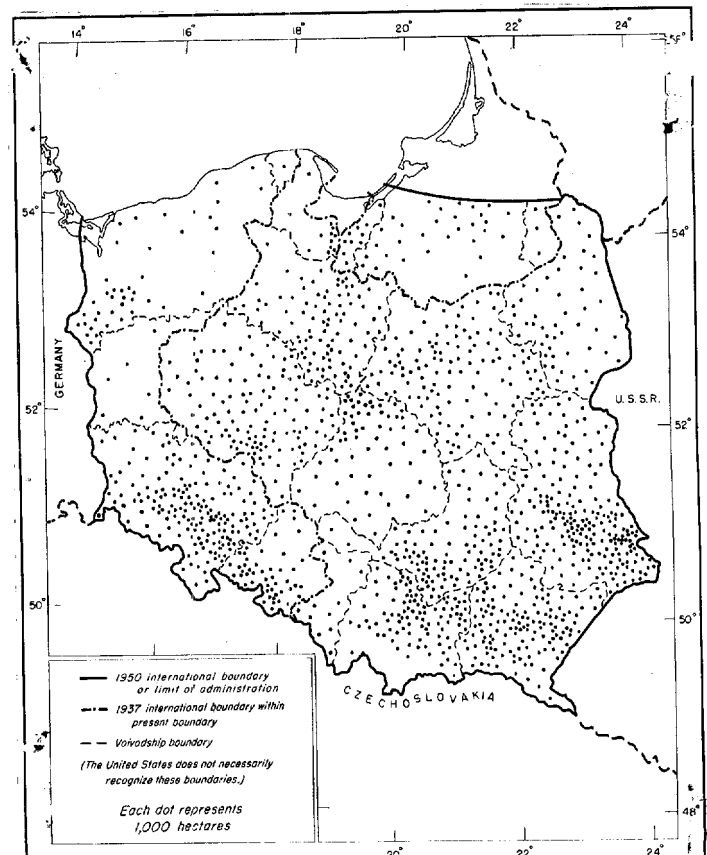 14° 16° 18° 20° 22° 24°
54°
54°
GERMANY
U.S.S.R.
52°
52°
50°
50°
CZECHOSLOVAKIA
1950 international boundary
or limit of administration
1937 international boundary within
present boundary
Voivodship boundary
(The United States does not necessarily
recognize these boundaries.)
Each dot represents
1,000 hectares
48°
20° 22° 24°